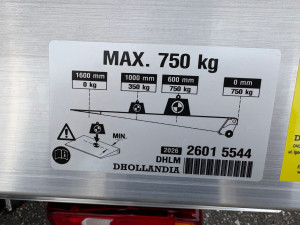 MAX. 750 kg
1600 mm 1000 mm 600 mm 0 mm
0 kg 350 kg 750 kg 750 kg
MIN.
2026 2601 5544
DHLM
DHOLLANDIA